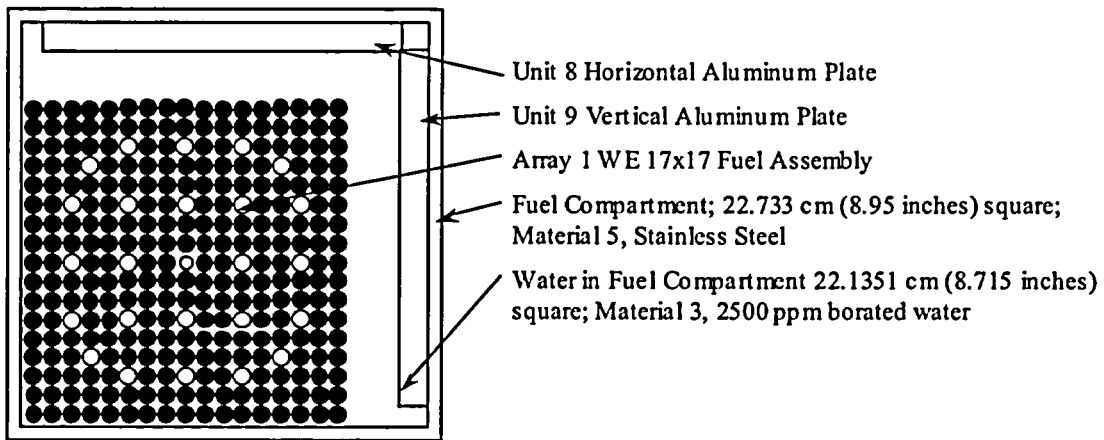 Unit 8 Horizontal Aluminum Plate
Unit 9 Vertical Aluminum Plate
Array 1 WE 17x17 Fuel Assembly
Fuel Compartment; 22.733 cm (8.95 inches) square;
Material 5, Stainless Steel
Water in Fuel Compartment 22.1351 cm (8.715 inches)
square; Material 3, 2500 ppm borated water